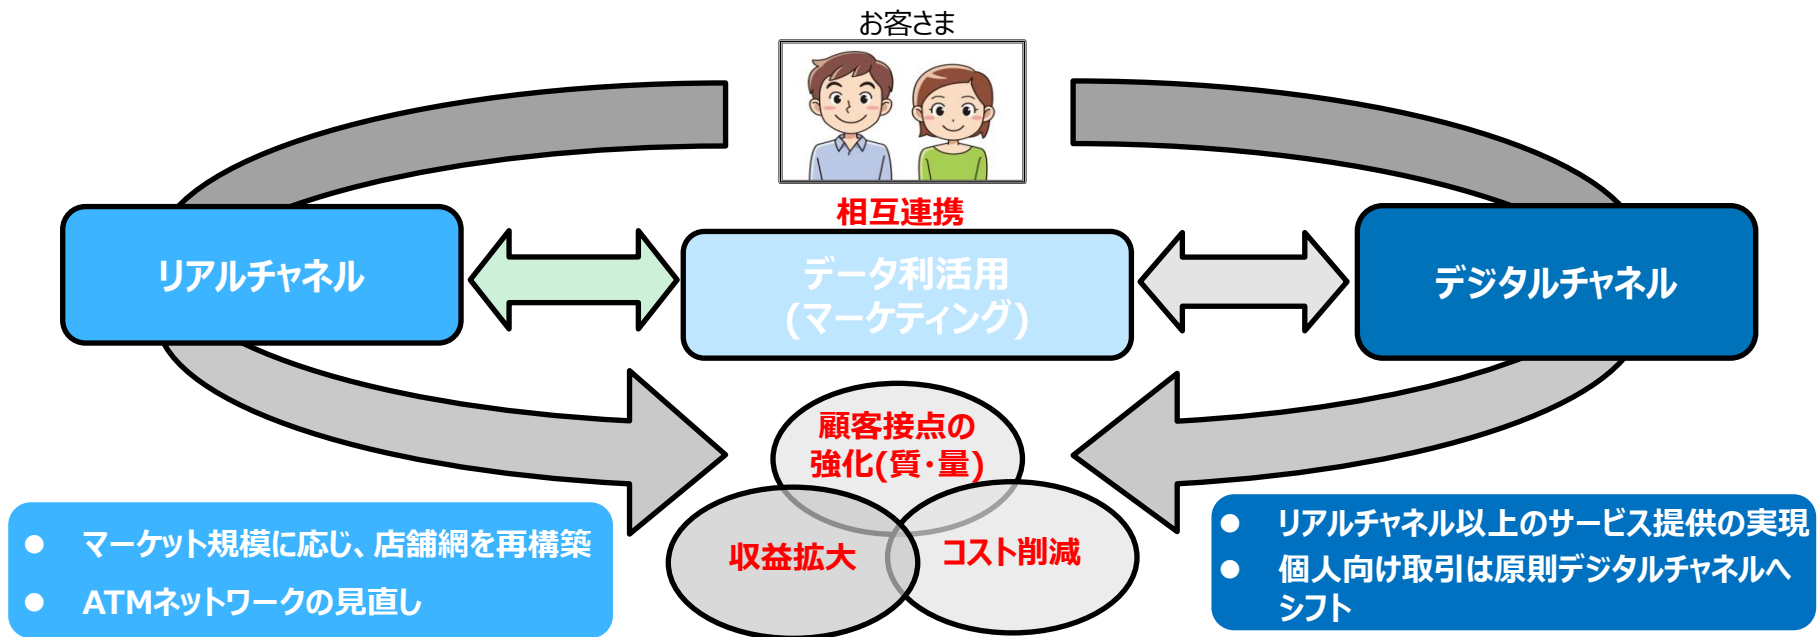 お客さま
相互連携
リアルチャネル
データ利活用
(マーケティング)
デジタルチャネル
顧客接点の
強化(質・量)
収益拡大
コスト削減
● マーケット規模に応じ、店舗網を再構築
● ATMネットワークの見直し
● リアルチャネル以上のサービス提供の実現
● 個人向け取引は原則デジタルチャネルへ
シフト